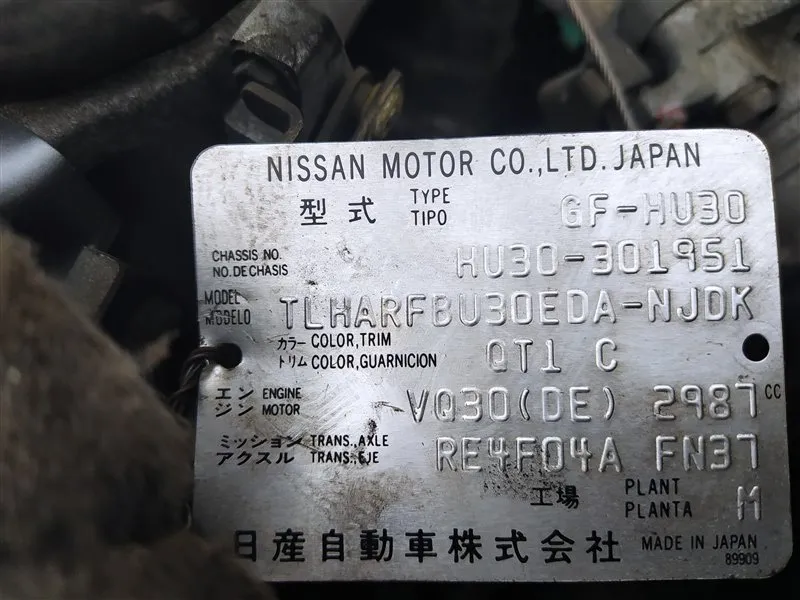 NISSAN MOTOR CO.,LTD. JAPAN
型式 TYPE TIPO GF-HU30
CHASSIS NO. NO. DE CHASIS HU30-301951
MODEL MODELO TLHARFBU30EDA-NJDK
カラー COLOR, TRIM
トリム COLOR, GUARNICION QT1 C
エン ENGINE
ジン MOTOR VQ30(DE) 2987 CC
ミッション TRANS., AXLE
アクスル TRANS., EJE RE4F04A FN37
工場 PLANT PLANTA M
日産自動車株式会社 MADE IN JAPAN
89909